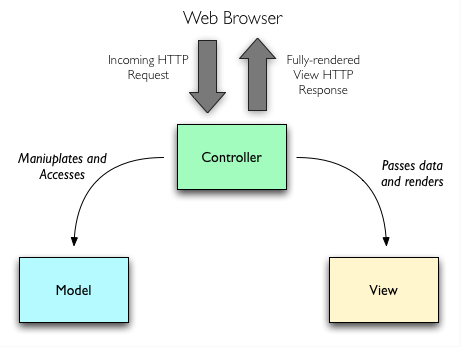 Web Browser
Incoming HTTP
Request
Fully-rendered
View HTTP
Response
Controller
Maniuplates and
Accesses
Passes data
and renders
Model
View